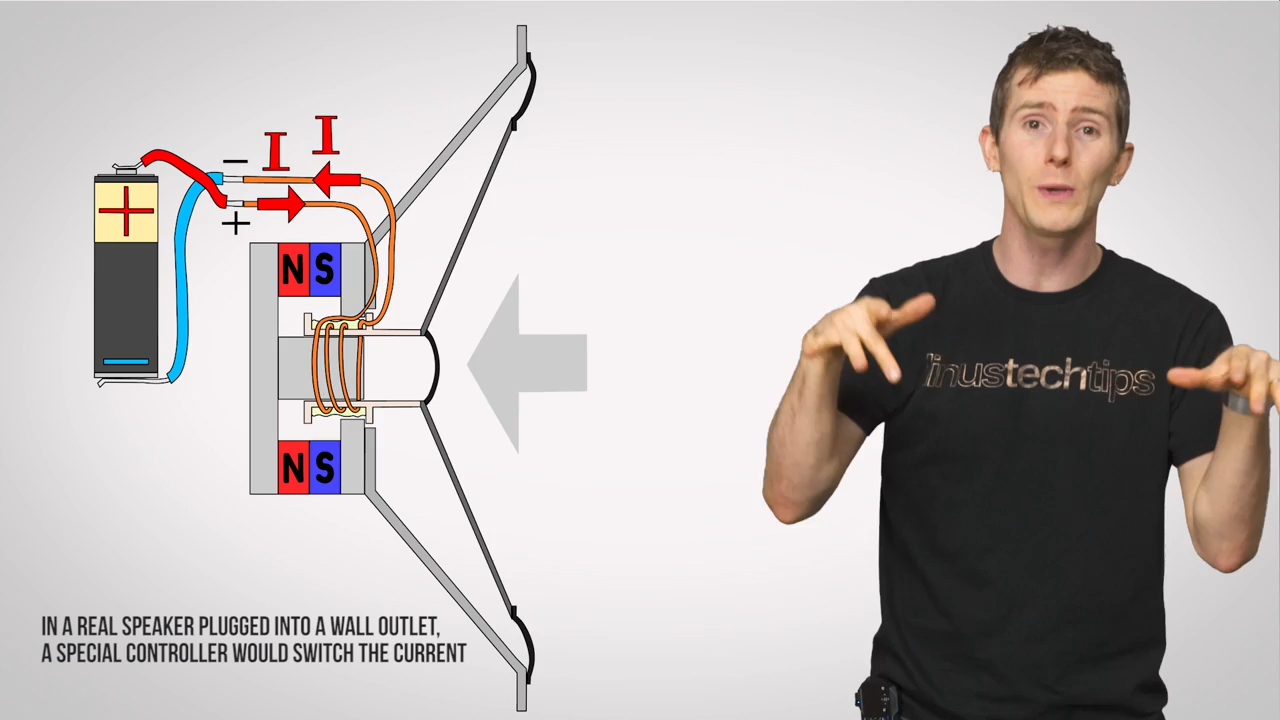 I I
− 
+
+
N S
N S
linustechtips
IN A REAL SPEAKER PLUGGED INTO A WALL OUTLET,
A SPECIAL CONTROLLER WOULD SWITCH THE CURRENT